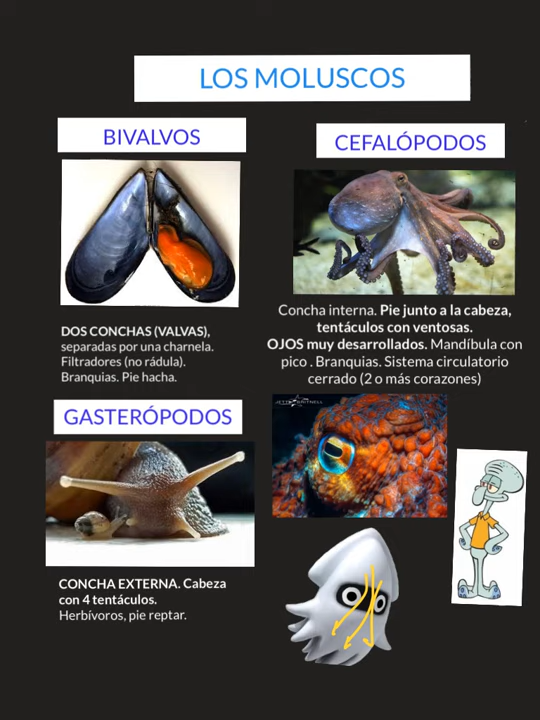 LOS MOLUSCOS
BIVALVOS
DOS CONCHAS (VALVAS),
separadas por una charnela.
Filtradores (no rádula).
Branquias. Pie hacha.
CEFALÓPODOS
Concha interna. Pie junto a la cabeza,
tentáculos con ventosas.
OJOS muy desarrollados. Mandíbula con
pico . Branquias. Sistema circulatorio
cerrado (2 o más corazones)
GASTERÓPODOS
CONCHA EXTERNA. Cabeza
con 4 tentáculos.
Herbívoros, pie reptar.